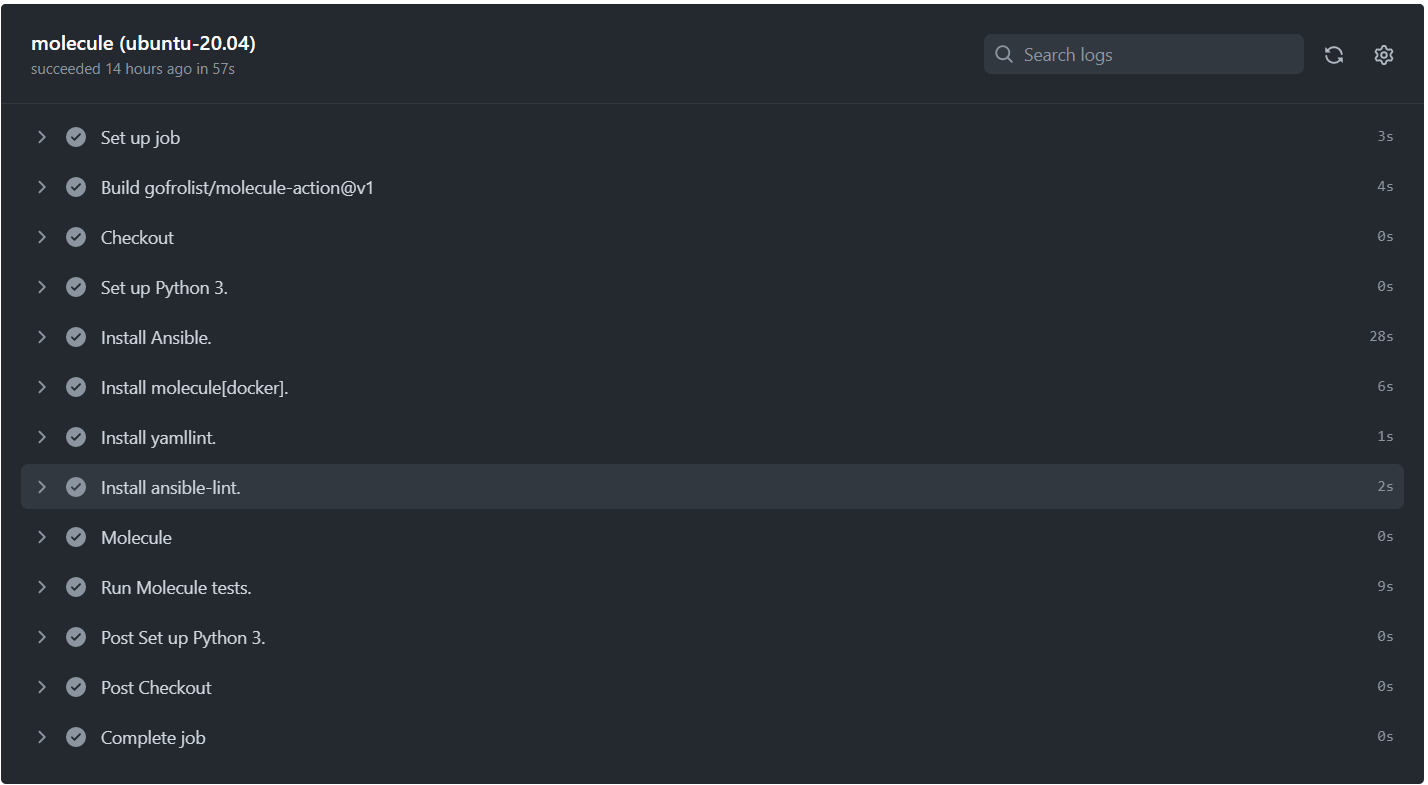 molecule (ubuntu-20.04)
succeeded 14 hours ago in 57s
Search logs
Set up job 3s
Build gofrolist/molecule-action@v1 4s
Checkout 0s
Set up Python 3. 0s
Install Ansible. 28s
Install molecule[docker]. 6s
Install yamllint. 1s
Install ansible-lint. 2s
Molecule 0s
Run Molecule tests. 9s
Post Set up Python 3. 0s
Post Checkout 0s
Complete job 0s